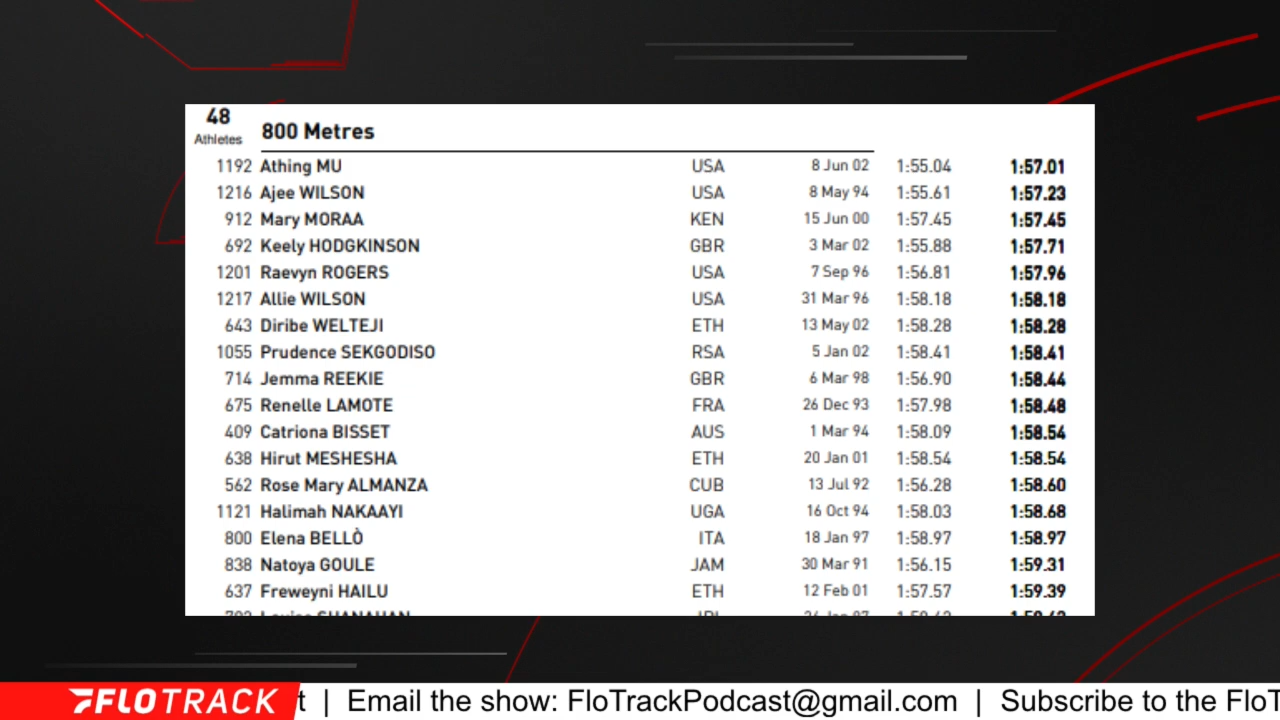 48
Athletes
800 Metres
1192 Athing MU USA 8 Jun 02 1:55.04 1:57.01
1216 Ajee WILSON USA 8 May 94 1:55.61 1:57.23
912 Mary MORAA KEN 15 Jun 00 1:57.45 1:57.45
692 Keely HODGKINSON GBR 3 Mar 02 1:55.88 1:57.71
1201 Raevyn ROGERS USA 7 Sep 96 1:56.81 1:57.96
1217 Allie WILSON USA 31 Mar 96 1:58.18 1:58.18
643 Diribe WELTEJI ETH 13 May 02 1:58.28 1:58.28
1055 Prudence SEKGODISO RSA 5 Jan 02 1:58.41 1:58.41
714 Jemma REEKIE GBR 6 Mar 98 1:56.90 1:58.44
675 Renelle LAMOTE FRA 26 Dec 93 1:57.98 1:58.48
409 Catriona BISSET AUS 1 Mar 94 1:58.09 1:58.54
638 Hirut MESHESHA ETH 20 Jan 01 1:58.54 1:58.54
562 Rose Mary ALMANZA CUB 13 Jul 92 1:56.28 1:58.60
1121 Halimah NAKAAYI UGA 16 Oct 94 1:58.03 1:58.68
800 Elena BELLÒ ITA 18 Jan 97 1:58.97 1:58.97
838 Natoya GOULE JAM 30 Mar 91 1:56.15 1:59.31
637 Freweyni HAILU ETH 12 Feb 01 1:57.57 1:59.39
FLOTRACK t | Email the show: FloTrackPodcast@gmail.com | Subscribe to the FloT